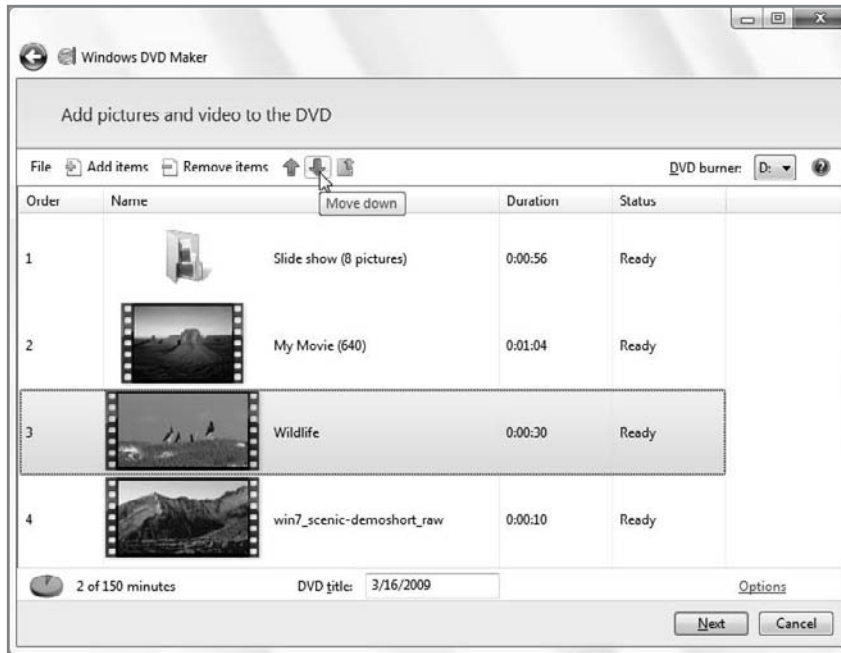 Windows DVD Maker
Add pictures and video to the DVD
File Add items Remove items DVD burner: D:
Order Name Duration Status
Move down
1 Slide show (8 pictures) 0:00:56 Ready
2 My Movie (640) 0:01:04 Ready
3 Wildlife 0:00:30 Ready
4 win7_scenic-demoshort_raw 0:00:10 Ready
2 of 150 minutes DVD title: 3/16/2009 Options
Next Cancel